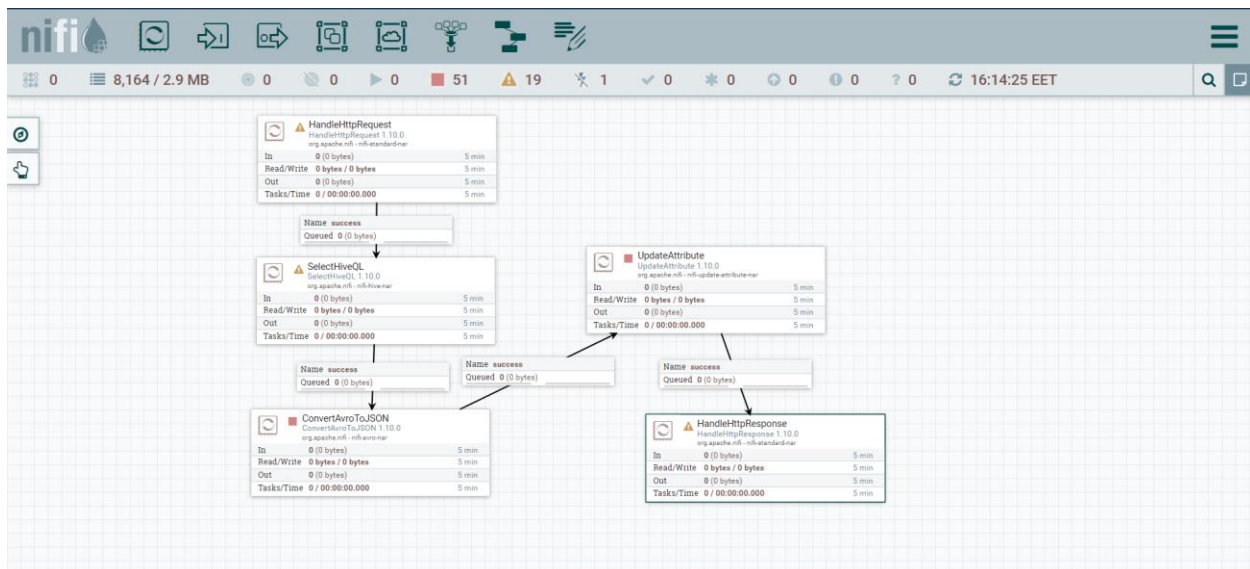 nifi
0 8,164 / 2.9 MB 0 0 0 51 19 1 0 0 0 0 ? 0 16:14:25 EET
HandleHttpRequest
HandleHttpRequest 1.10.0
org.apache.nifi - nifi-standard-nar
In 0 (0 bytes) 5 min
Read/Write 0 bytes / 0 bytes 5 min
Out 0 (0 bytes) 5 min
Tasks/Time 0 / 00:00:00.000 5 min
Name success
Queued 0 (0 bytes)
SelectHiveQL
SelectHiveQL 1.10.0
org.apache.nifi - nifi-hive-nar
In 0 (0 bytes) 5 min
Read/Write 0 bytes / 0 bytes 5 min
Out 0 (0 bytes) 5 min
Tasks/Time 0 / 00:00:00.000 5 min
Name success
Queued 0 (0 bytes)
ConvertAvroToJSON
ConvertAvroToJSON 1.10.0
org.apache.nifi - nifi-avro-nar
In 0 (0 bytes) 5 min
Read/Write 0 bytes / 0 bytes 5 min
Out 0 (0 bytes) 5 min
Tasks/Time 0 / 00:00:00.000 5 min
Name success
Queued 0 (0 bytes)
UpdateAttribute
UpdateAttribute 1.10.0
org.apache.nifi - nifi-update-attribute-nar
In 0 (0 bytes) 5 min
Read/Write 0 bytes / 0 bytes 5 min
Out 0 (0 bytes) 5 min
Tasks/Time 0 / 00:00:00.000 5 min
Name success
Queued 0 (0 bytes)
HandleHttpResponse
HandleHttpResponse 1.10.0
org.apache.nifi - nifi-standard-nar
In 0 (0 bytes) 5 min
Read/Write 0 bytes / 0 bytes 5 min
Out 0 (0 bytes) 5 min
Tasks/Time 0 / 00:00:00.000 5 min